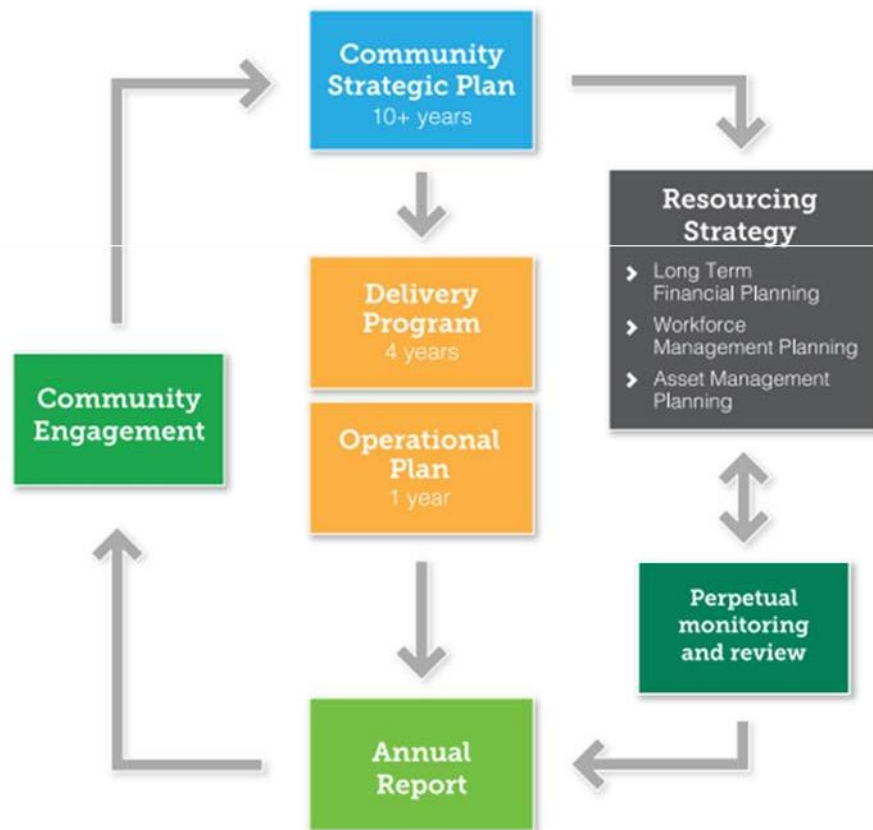 Community
Strategic Plan
10+ years
Resourcing
Strategy
Long Term
Financial Planning
Workforce
Management Planning
Asset Management
Planning
Delivery
Program
4 years
Community
Engagement
Operational
Plan
1 year
Perpetual
monitoring
and review
Annual
Report